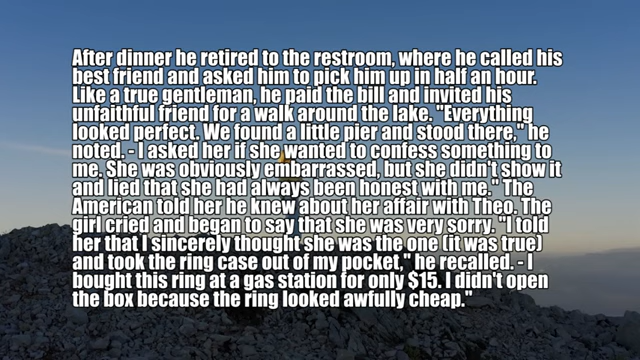 After dinner he retired to the restroom, where he called his
best friend and asked him to pick him up in half an hour.
Like a true gentleman, he paid the bill and invited his
unfaithful friend for a walk around the lake. "Everything
looked perfect. We found a little pier and stood there," he
noted. - I asked her if she wanted to confess something to
me. She was obviously embarrassed, but she didn't show it
and lied that she had always been honest with me." The
American told her he knew about her affair with Theo. The
girl cried and began to say that she was very sorry. "I told
her that I sincerely thought she was the one (it was true)
and took the ring case out of my pocket," he recalled. - I
bought this ring at a gas station for only $15. I didn't open
the box because the ring looked awfully cheap."